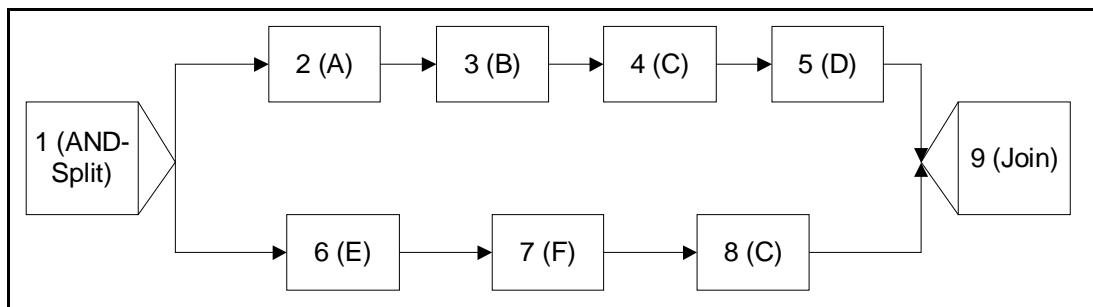 2 (A)
3 (B)
4 (C)
5 (D)
1 (AND-
Split)
9 (Join)
6 (E)
7 (F)
8 (C)